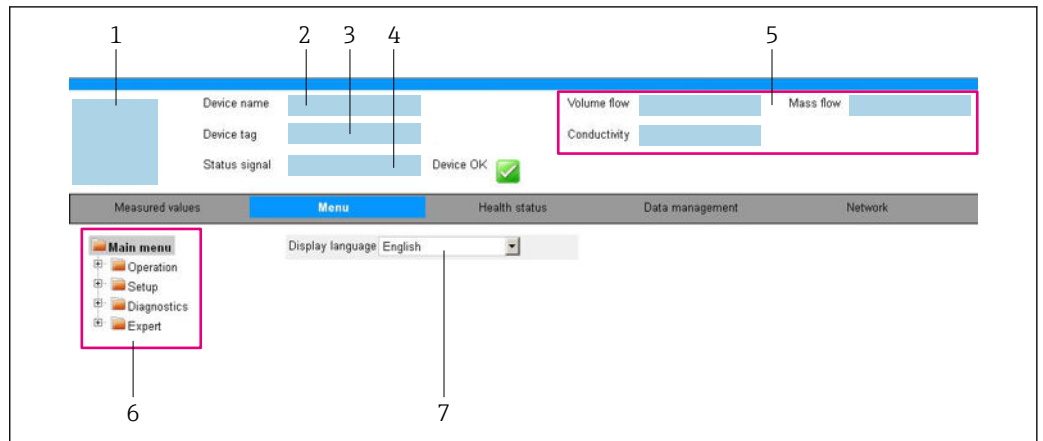 1 2 3 4 5
Device name Volume flow Mass flow
Device tag Conductivity
Status signal Device OK
Measured values Menu Health status Data management Network
Main menu Display language English
Operation
Setup
Diagnostics
Expert
6 7